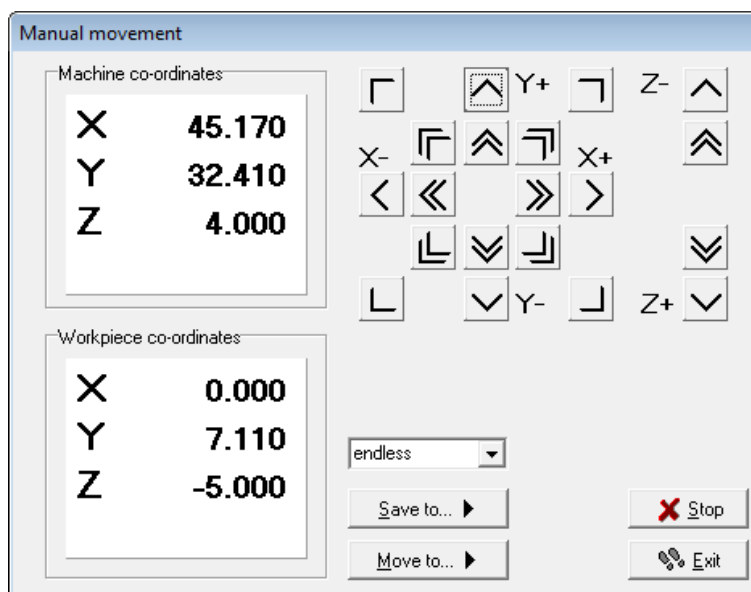 Manual movement
Machine co-ordinates
X 45.170
Y 32.410
Z 4.000
Y+
Z-
X-
X+
Y-
Z+
Workpiece co-ordinates
X 0.000
Y 7.110
Z -5.000
endless
Save to...
Stop
Move to...
Exit